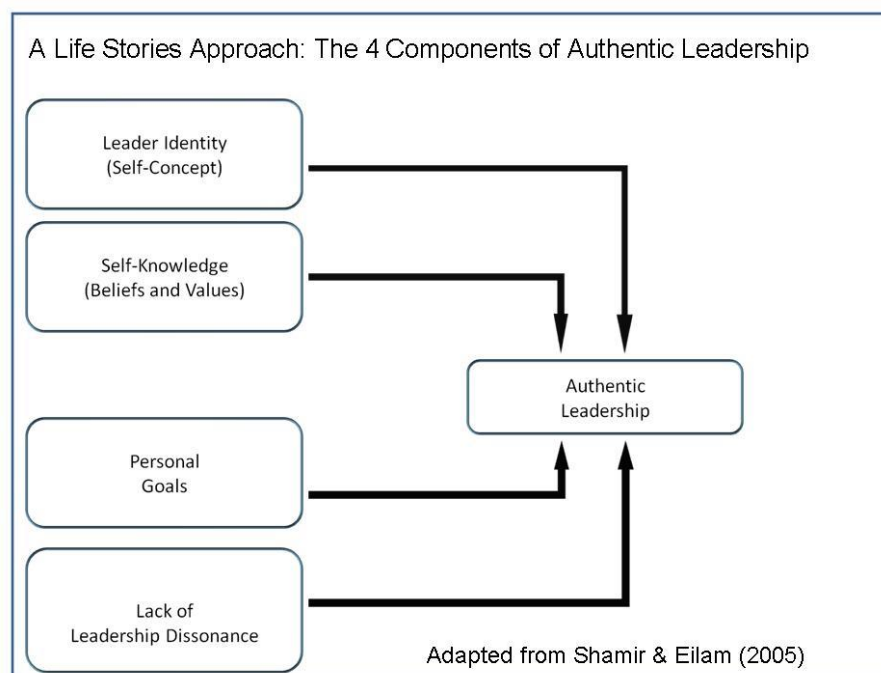 A Life Stories Approach: The 4 Components of Authentic Leadership
Leader Identity
(Self-Concept)
Self-Knowledge
(Beliefs and Values)
Authentic
Leadership
Personal
Goals
Lack of
Leadership Dissonance
Adapted from Shamir & Eilam (2005)